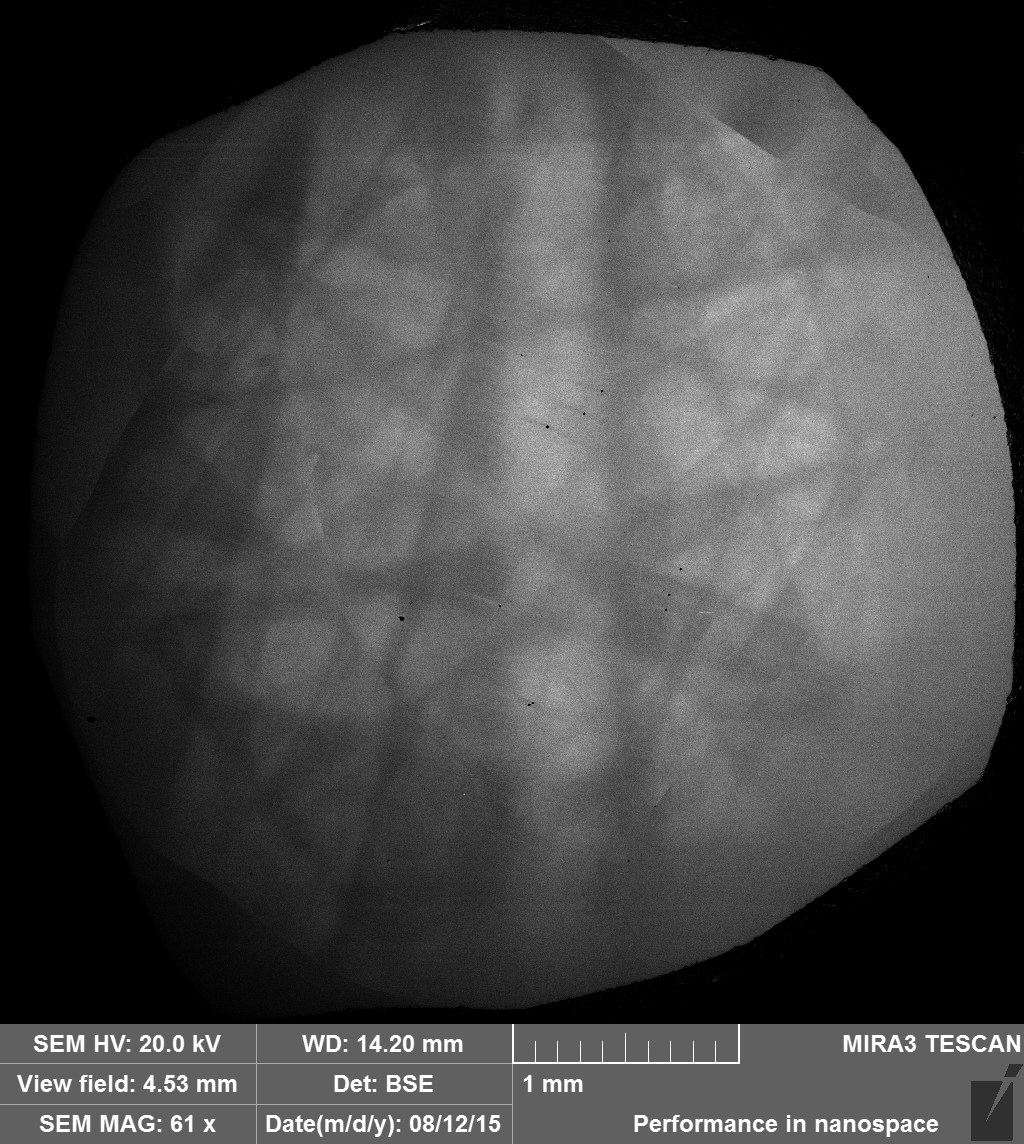 SEM HV: 20.0 kV
WD: 14.20 mm
MIRA3 TESCAN
View field: 4.53 mm
Det: BSE
1 mm
SEM MAG: 61 x
Date(m/d/y): 08/12/15
Performance in nanospace